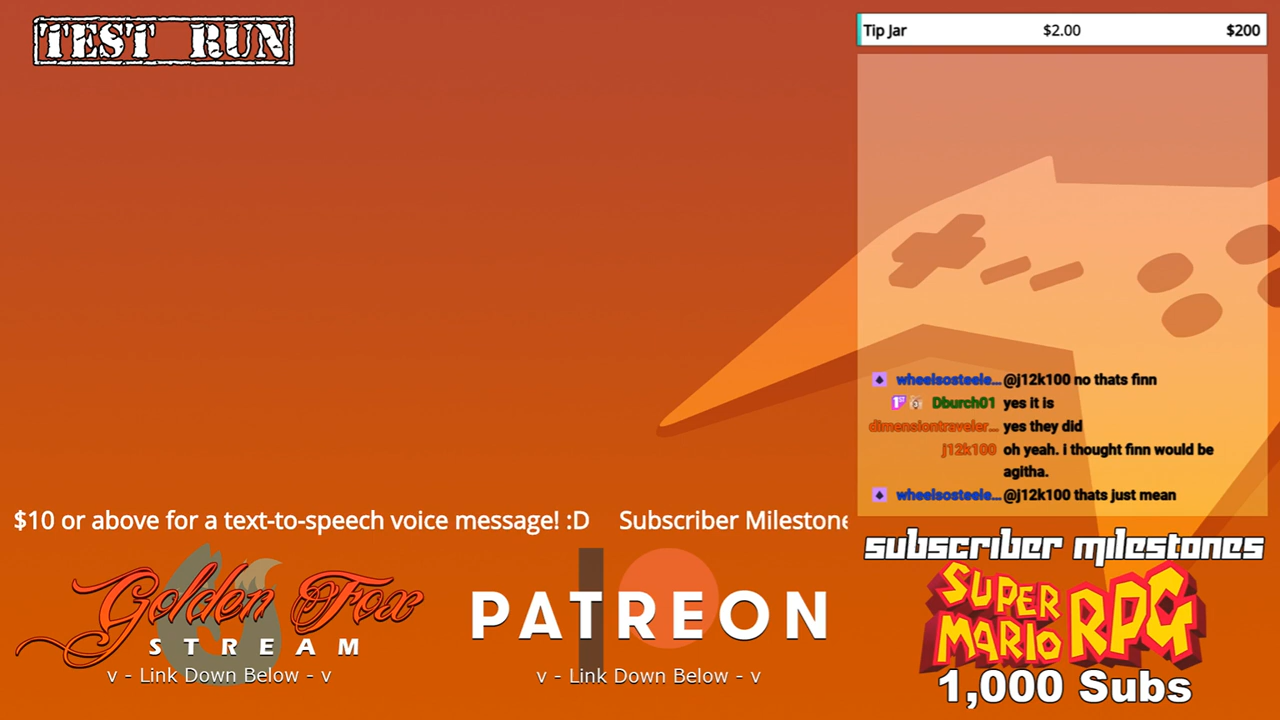 TEST RUN
Tip Jar $2.00 $200
wheelsosteele... @j12k100 no thats finn
1ST Dburch01 yes it is
dimensiontraveler... yes they did
j12k100 oh yeah. i thought finn would be
agitha.
wheelsosteele... @j12k100 thats just mean
$10 or above for a text-to-speech voice message! :D Subscriber Milestone
Golden Fox
STREAM
v - Link Down Below - v
PATREON
v - Link Down Below - v
subscriber milestones
SUPER
MARIO RPG
1,000 Subs